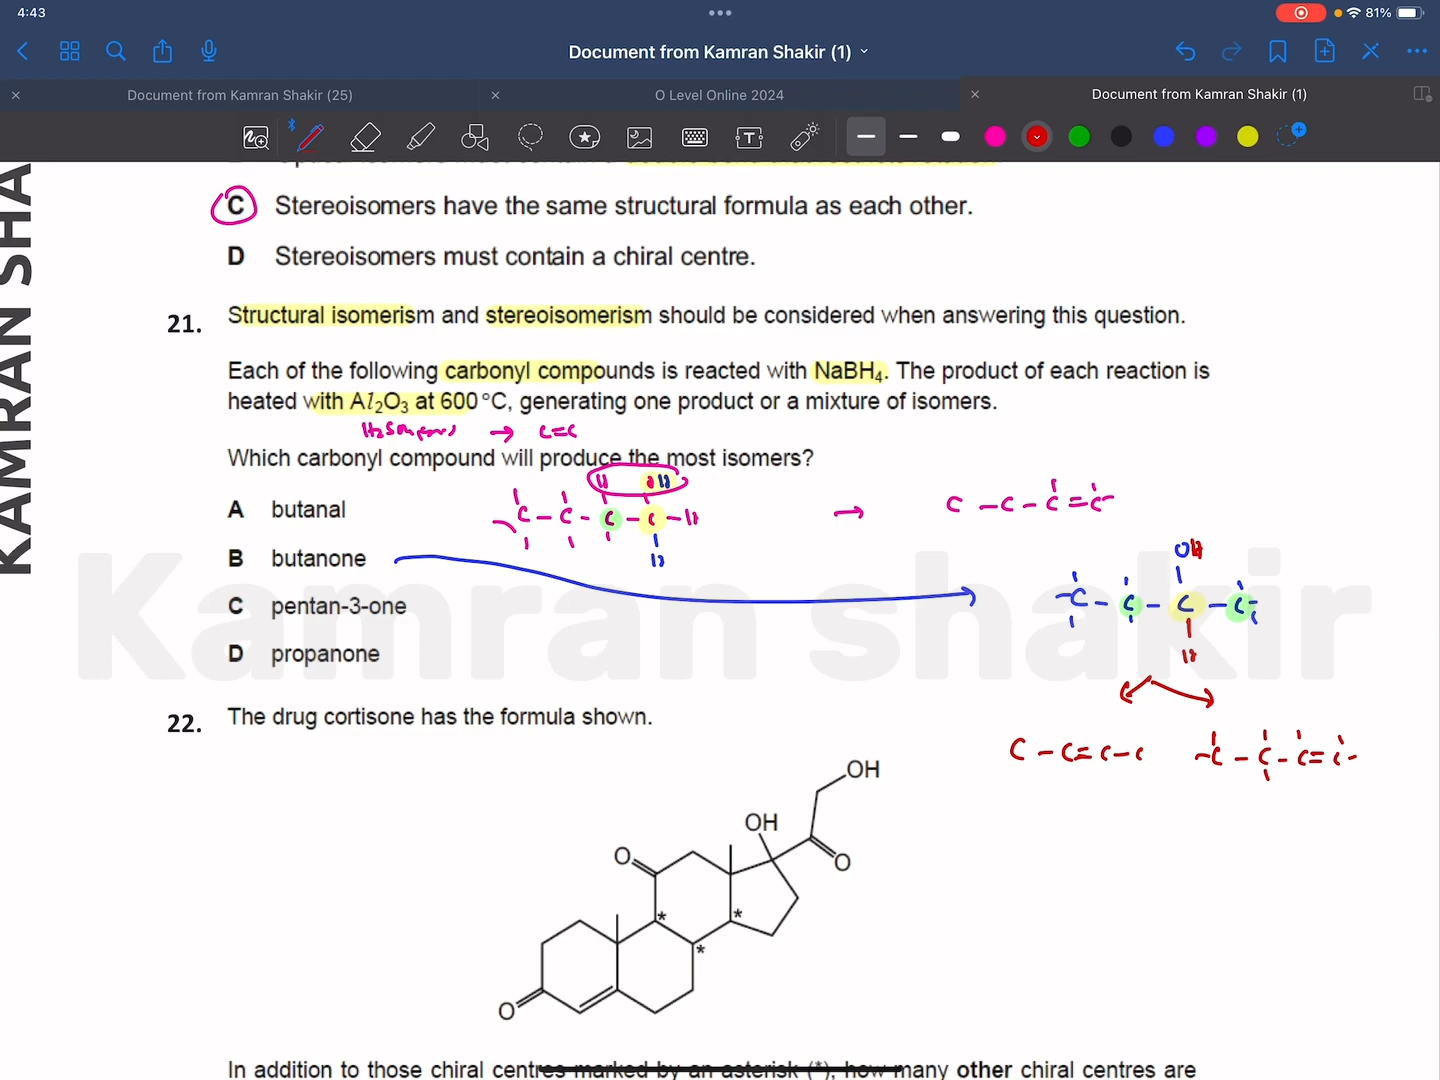 4:43
81%
Document from Kamran Shakir (1)
Document from Kamran Shakir (25)
O Level Online 2024
Document from Kamran Shakir (1)
KAMRAN SHA
C Stereoisomers have the same structural formula as each other.
D Stereoisomers must contain a chiral centre.
21. Structural isomerism and stereoisomerism should be considered when answering this question.
Each of the following carbonyl compounds is reacted with NaBH₄. The product of each reaction is
heated with Al₂O₃ at 600 °C, generating one product or a mixture of isomers.
→ C=C
Which carbonyl compound will produce the most isomers?
A butanal
B butanone
C pentan-3-one
D propanone
H OH
C - C - C - C - H
H
→ C - C - C = C -
OH
- C - C - C - C
H
C - C = C - C
- C - C - C = C -
Kamran shakir
22. The drug cortisone has the formula shown.
OH
OH
O
O
*
*
*
O
In addition to those chiral centres marked by an asterisk (*), how many other chiral centres are